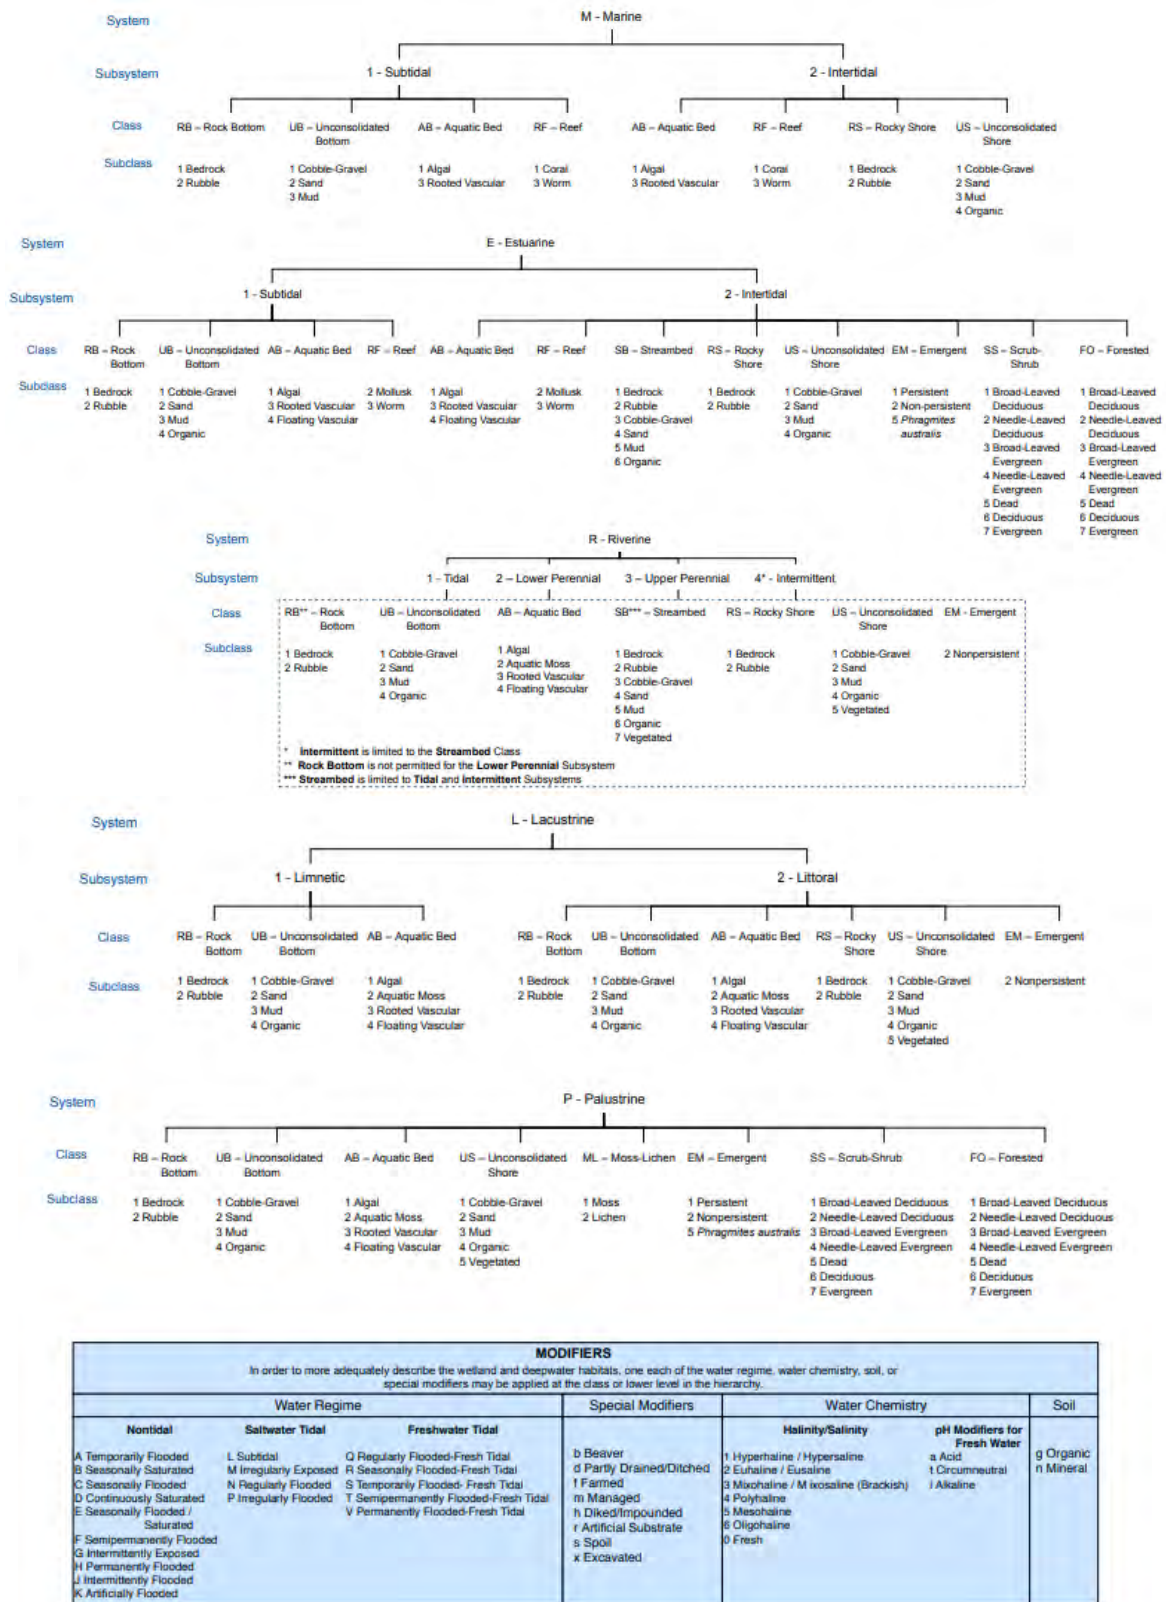 System
M - Marine
Subsystem
1 - Subtidal
2 - Intertidal
Class
RB – Rock Bottom
UB – Unconsolidated
Bottom
AB – Aquatic Bed
RF – Reef
AB – Aquatic Bed
RF – Reef
RS – Rocky Shore
US – Unconsolidated
Shore
Subclass
1 Bedrock
2 Rubble
1 Cobble-Gravel
2 Sand
3 Mud
1 Algal
3 Rooted Vascular
1 Coral
3 Worm
1 Algal
3 Rooted Vascular
1 Coral
3 Worm
1 Bedrock
2 Rubble
1 Cobble-Gravel
2 Sand
3 Mud
4 Organic
System
E - Estuarine
Subsystem
1 - Subtidal
2 - Intertidal
Class
RB – Rock
Bottom
UB – Unconsolidated
Bottom
AB – Aquatic Bed
RF – Reef
AB – Aquatic Bed
RF – Reef
SB – Streambed
RS – Rocky
Shore
US – Unconsolidated
Shore
EM – Emergent
SS – Scrub-
Shrub
FO – Forested
Subclass
1 Bedrock
2 Rubble
1 Cobble-Gravel
2 Sand
3 Mud
4 Organic
1 Algal
3 Rooted Vascular
4 Floating Vascular
2 Mollusk
3 Worm
1 Algal
3 Rooted Vascular
4 Floating Vascular
2 Mollusk
3 Worm
1 Bedrock
2 Rubble
3 Cobble-Gravel
4 Sand
5 Mud
6 Organic
1 Bedrock
2 Rubble
1 Cobble-Gravel
2 Sand
3 Mud
4 Organic
1 Persistent
2 Non-persistent
5 Phragmites
australis
1 Broad-Leaved
Deciduous
2 Needle-Leaved
Deciduous
3 Broad-Leaved
Evergreen
4 Needle-Leaved
Evergreen
5 Dead
6 Deciduous
7 Evergreen
1 Broad-Leaved
Deciduous
2 Needle-Leaved
Deciduous
3 Broad-Leaved
Evergreen
4 Needle-Leaved
Evergreen
5 Dead
6 Deciduous
7 Evergreen
System
R - Riverine
Subsystem
1 - Tidal
2 – Lower Perennial
3 – Upper Perennial
4* - Intermittent
Class
RB** – Rock
Bottom
UB – Unconsolidated
Bottom
AB – Aquatic Bed
SB*** – Streambed
RS – Rocky Shore
US – Unconsolidated
Shore
EM - Emergent
Subclass
1 Bedrock
2 Rubble
1 Cobble-Gravel
2 Sand
3 Mud
4 Organic
1 Algal
2 Aquatic Moss
3 Rooted Vascular
4 Floating Vascular
1 Bedrock
2 Rubble
3 Cobble-Gravel
4 Sand
5 Mud
6 Organic
7 Vegetated
1 Bedrock
2 Rubble
1 Cobble-Gravel
2 Sand
3 Mud
4 Organic
5 Vegetated
2 Nonpersistent
* Intermittent is limited to the Streambed Class
** Rock Bottom is not permitted for the Lower Perennial Subsystem
*** Streambed is limited to Tidal and Intermittent Subsystems
System
L - Lacustrine
Subsystem
1 - Limnetic
2 - Littoral
Class
RB – Rock
Bottom
UB – Unconsolidated
Bottom
AB – Aquatic Bed
RB – Rock
Bottom
UB – Unconsolidated
Bottom
AB – Aquatic Bed
RS – Rocky
Shore
US – Unconsolidated
Shore
EM – Emergent
Subclass
1 Bedrock
2 Rubble
1 Cobble-Gravel
2 Sand
3 Mud
4 Organic
1 Algal
2 Aquatic Moss
3 Rooted Vascular
4 Floating Vascular
1 Bedrock
2 Rubble
1 Cobble-Gravel
2 Sand
3 Mud
4 Organic
1 Algal
2 Aquatic Moss
3 Rooted Vascular
4 Floating Vascular
1 Bedrock
2 Rubble
1 Cobble-Gravel
2 Sand
3 Mud
4 Organic
5 Vegetated
2 Nonpersistent
System
P - Palustrine
Class
RB – Rock
Bottom
UB – Unconsolidated
Bottom
AB – Aquatic Bed
US – Unconsolidated
Shore
ML – Moss-Lichen
EM – Emergent
SS – Scrub-Shrub
FO – Forested
Subclass
1 Bedrock
2 Rubble
1 Cobble-Gravel
2 Sand
3 Mud
4 Organic
1 Algal
2 Aquatic Moss
3 Rooted Vascular
4 Floating Vascular
1 Cobble-Gravel
2 Sand
3 Mud
4 Organic
5 Vegetated
1 Moss
2 Lichen
1 Persistent
2 Nonpersistent
5 Phragmites australis
1 Broad-Leaved Deciduous
2 Needle-Leaved Deciduous
3 Broad-Leaved Evergreen
4 Needle-Leaved Evergreen
5 Dead
6 Deciduous
7 Evergreen
1 Broad-Leaved Deciduous
2 Needle-Leaved Deciduous
3 Broad-Leaved Evergreen
4 Needle-Leaved Evergreen
5 Dead
6 Deciduous
7 Evergreen
MODIFIERS
In order to more adequately describe the wetland and deepwater habitats, one each of the water regime, water chemistry, soil, or
special modifiers may be applied at the class or lower level in the hierarchy.
Water Regime
Special Modifiers
Water Chemistry
Soil
Nontidal
A Temporarily Flooded
B Seasonally Saturated
C Seasonally Flooded
D Continuously Saturated
E Seasonally Flooded /
Saturated
F Semipermanently Flooded
G Intermittently Exposed
H Permanently Flooded
J Intermittently Flooded
K Artificially Flooded
Saltwater Tidal
L Subtidal
M Irregularly Exposed
N Regularly Flooded
P Irregularly Flooded
Freshwater Tidal
Q Regularly Flooded-Fresh Tidal
R Seasonally Flooded-Fresh Tidal
S Temporarily Flooded- Fresh Tidal
T Semipermanently Flooded-Fresh Tidal
V Permanently Flooded-Fresh Tidal
b Beaver
d Partly Drained/Ditched
f Farmed
m Managed
h Diked/Impounded
r Artificial Substrate
s Spoil
x Excavated
Halinity/Salinity
1 Hyperhaline / Hypersaline
2 Euhaline / Eusaline
3 Mixohaline / Mixosaline (Brackish)
4 Polyhaline
5 Mesohaline
6 Oligohaline
0 Fresh
pH Modifiers for
Fresh Water
a Acid
t Circumneutral
i Alkaline
g Organic
n Mineral